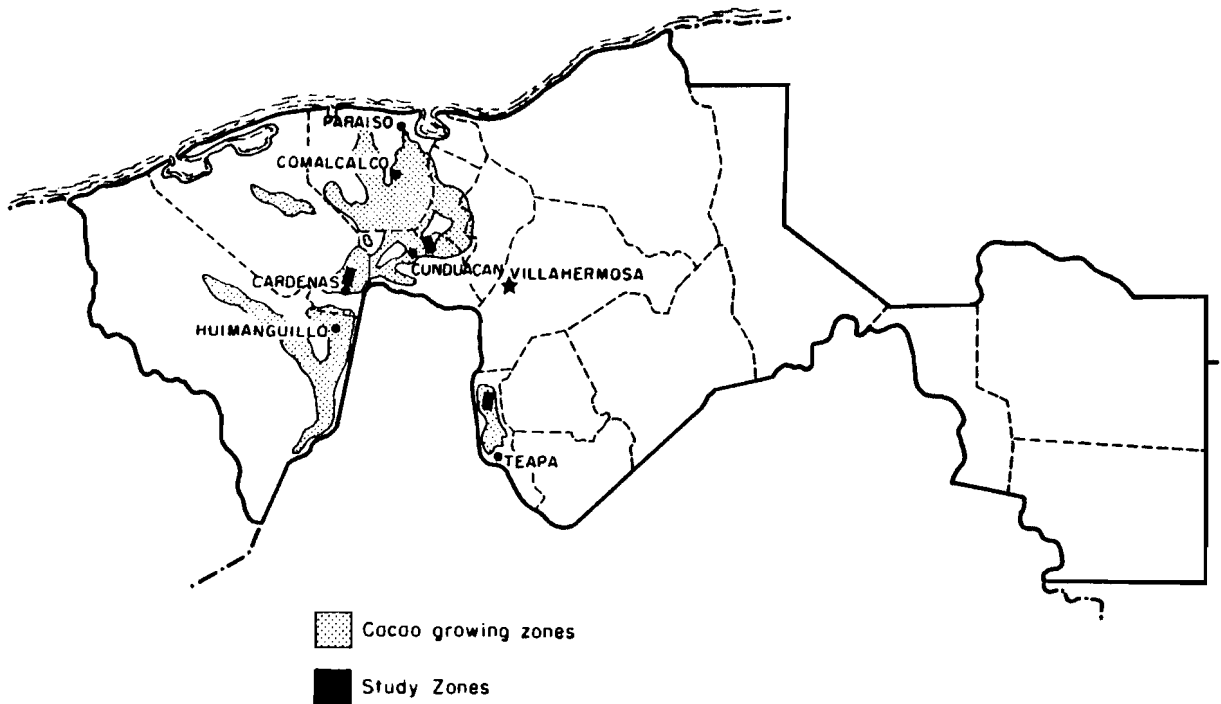 PARAISO
COMALCALCO
CARDENAS
CUNDUACAN
VILLAHERMOSA
HUIMANGUILLO
TEAPA
Cacao growing zones
Study Zones